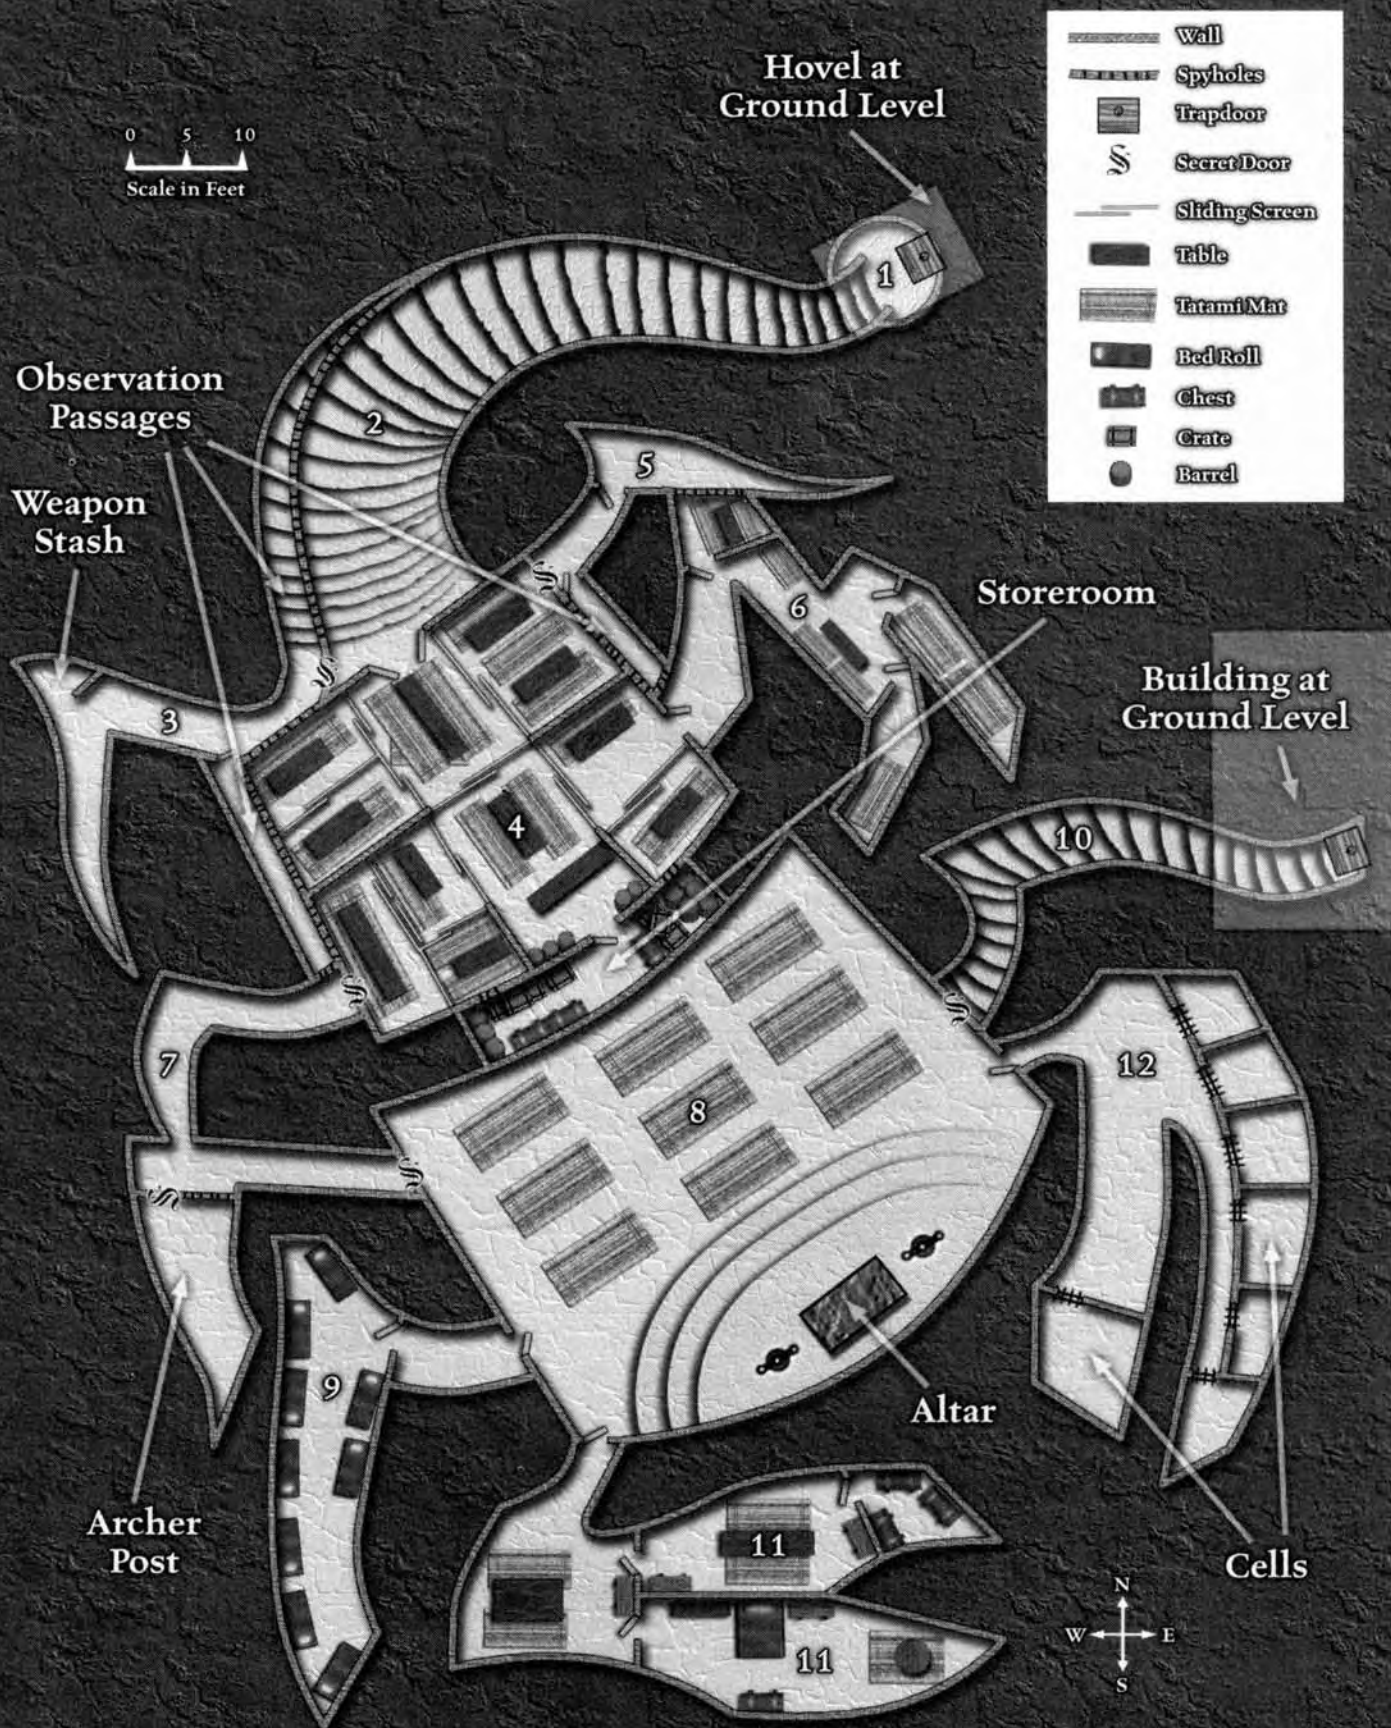 Hovel at
Ground Level
0 5 10
Scale in Feet
Wall
Spyholes
Trapdoor
Secret Door
Sliding Screen
Table
Tatami Mat
Bed Roll
Chest
Crate
Barrel
1
Observation
Passages
2
5
Weapon
Stash
S
6
Storeroom
Building at
Ground Level
S
3
4
10
S
S
7
12
8
S
S
Altar
9
Archer
Post
11
Cells
N
W E
S
11